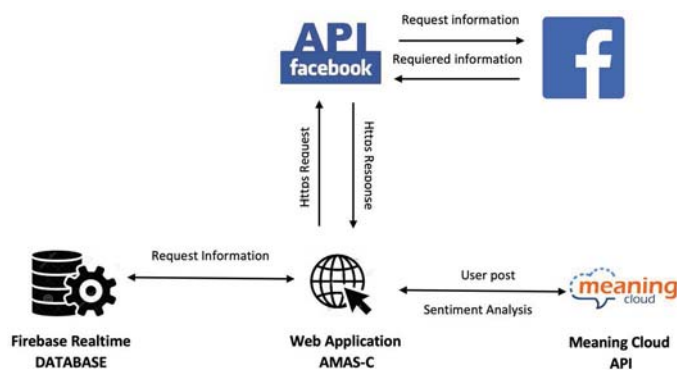 API
facebook
Request information
Requiered information
f
Https Request
Https Response
Request Information
User post
Sentiment Analysis
meaning
cloud
Firebase Realtime
DATABASE
Web Application
AMAS-C
Meaning Cloud
API